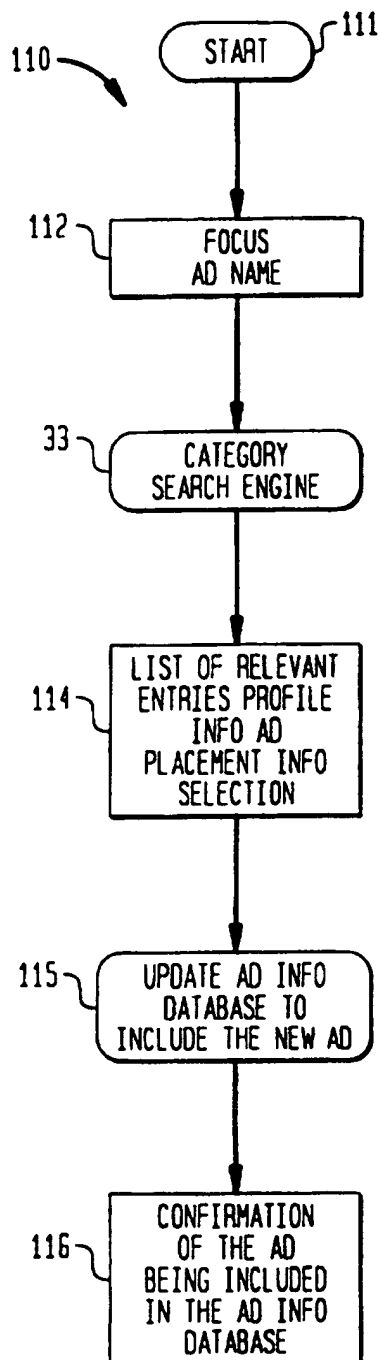 START
111
110
112
FOCUS
AD NAME
33
CATEGORY
SEARCH ENGINE
114
LIST OF RELEVANT
ENTRIES PROFILE
INFO AD
PLACEMENT INFO
SELECTION
115
UPDATE AD INFO
DATABASE TO
INCLUDE THE NEW AD
116
CONFIRMATION
OF THE AD
BEING INCLUDED
IN THE AD INFO
DATABASE